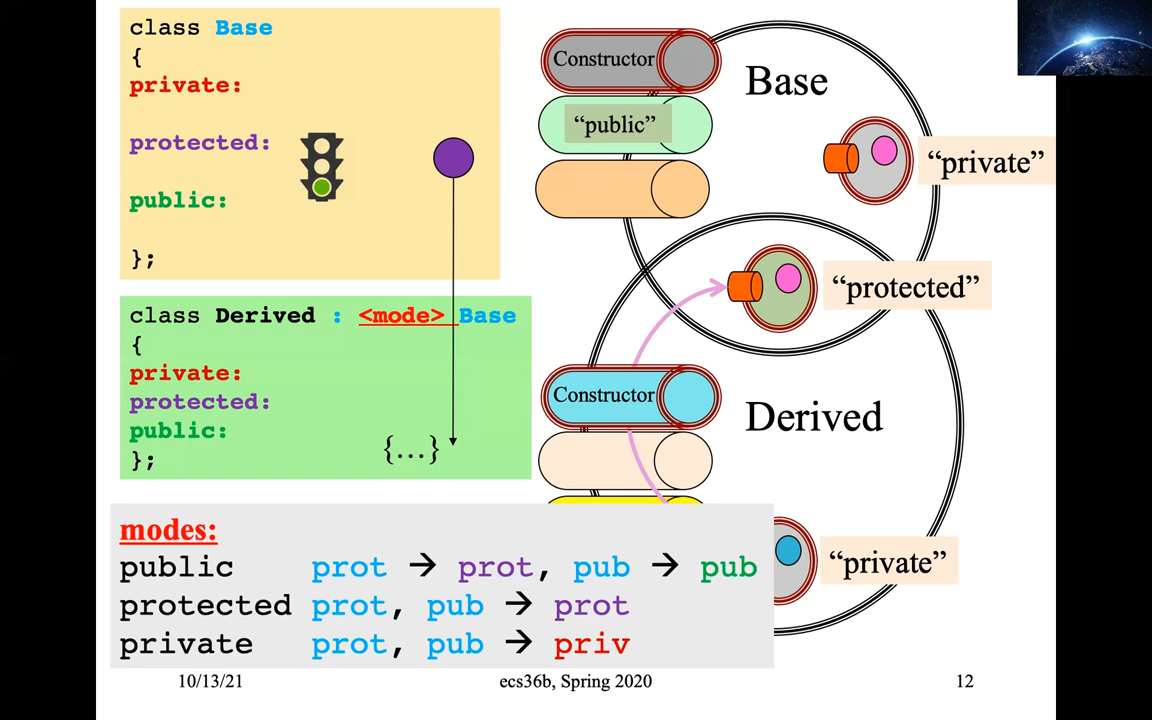 class Base
{
private:
protected:
public:
};
class Derived : <mode> Base
{
private:
protected:
public:
{…}
};
Constructor
Base
“public”
“private”
“protected”
Constructor
Derived
“private”
modes:
public prot → prot, pub → pub
protected prot, pub → prot
private prot, pub → priv
10/13/21
ecs36b, Spring 2020
12